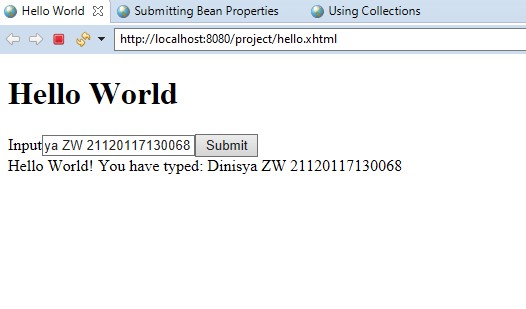 Hello World Submitting Bean Properties Using Collections
http://localhost:8080/project/hello.xhtml
Hello World
Input ya ZW 21120117130068 Submit
Hello World! You have typed: Dinisya ZW 21120117130068